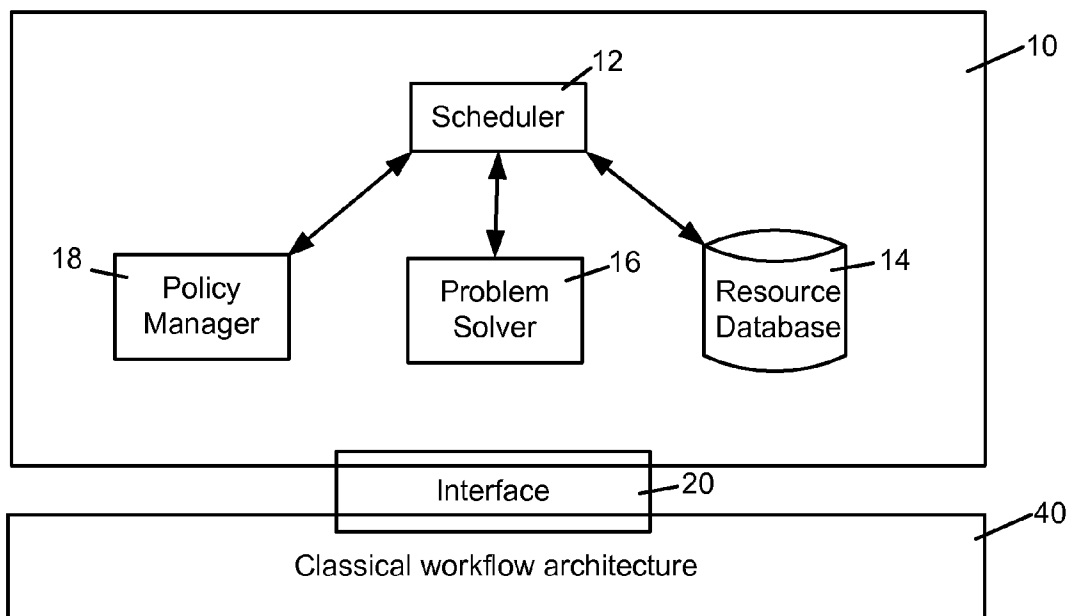 10
12
Scheduler
18
Policy
Manager
16
Problem
Solver
14
Resource
Database
Interface
20
40
Classical workflow architecture